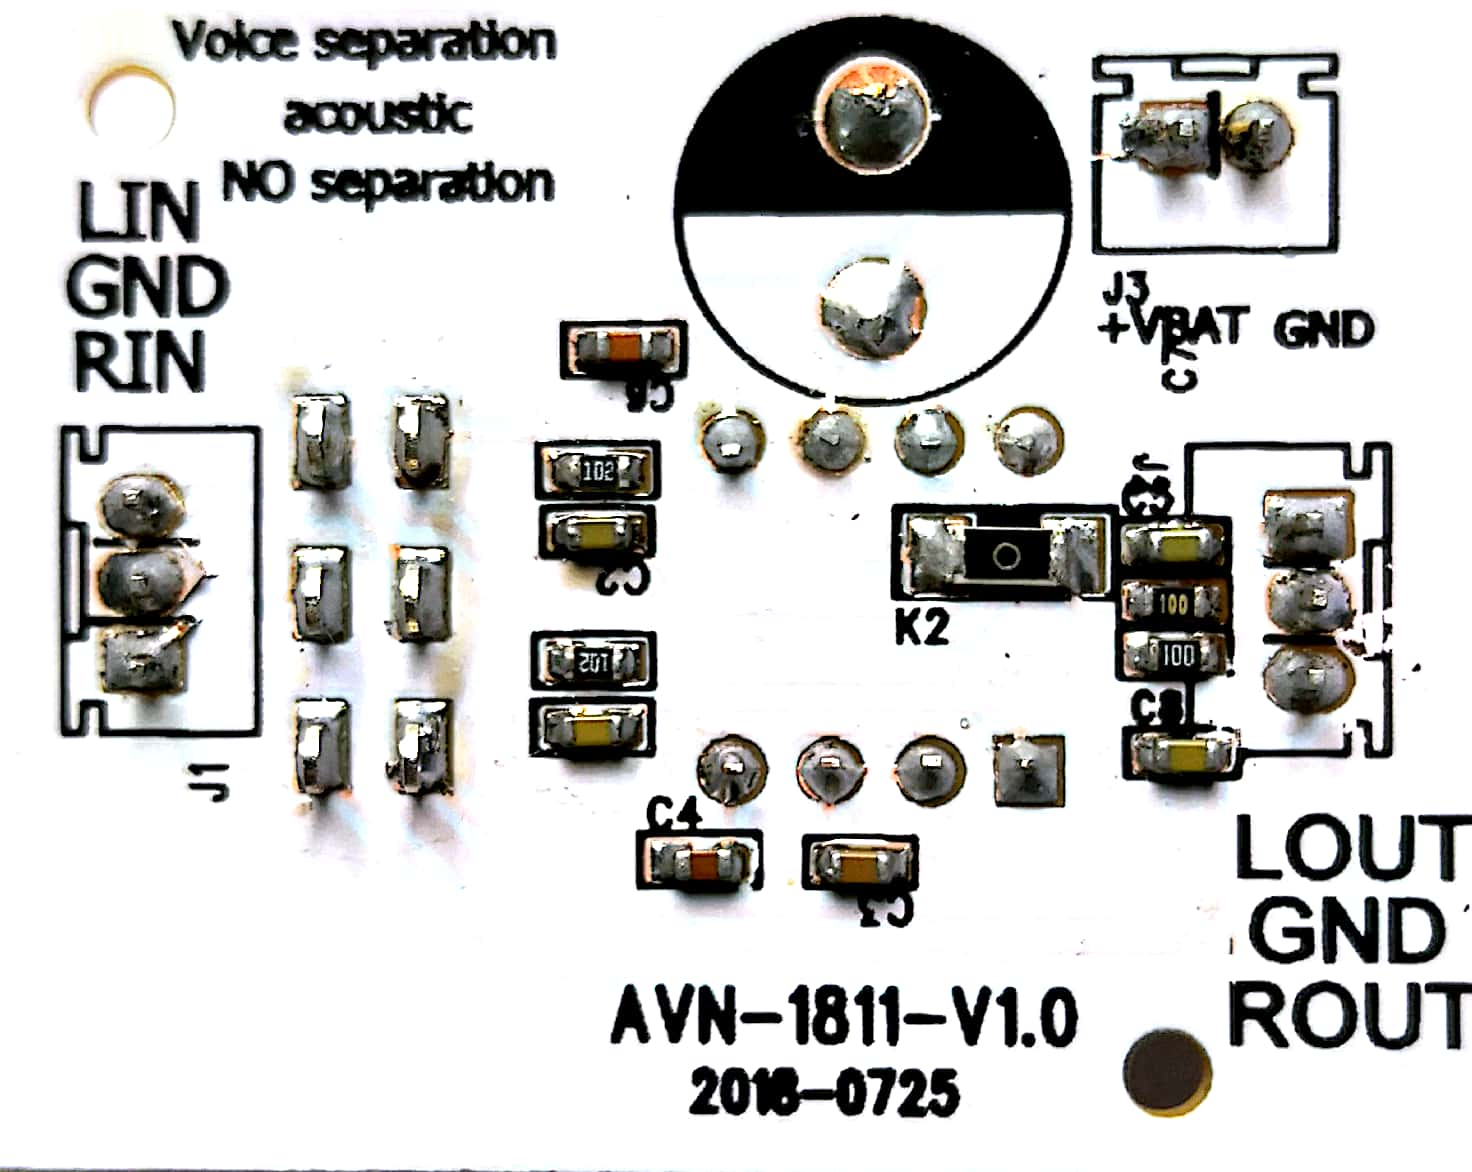 Voice separation
acoustic
NO separation
LIN
GND
RIN
J3
+VBAT GND
C7
C6
102
C2
C5
K2
100
201
100
C8
J1
C4
C3
LOUT
GND
ROUT
AVN-1811-V1.0
2018-0725